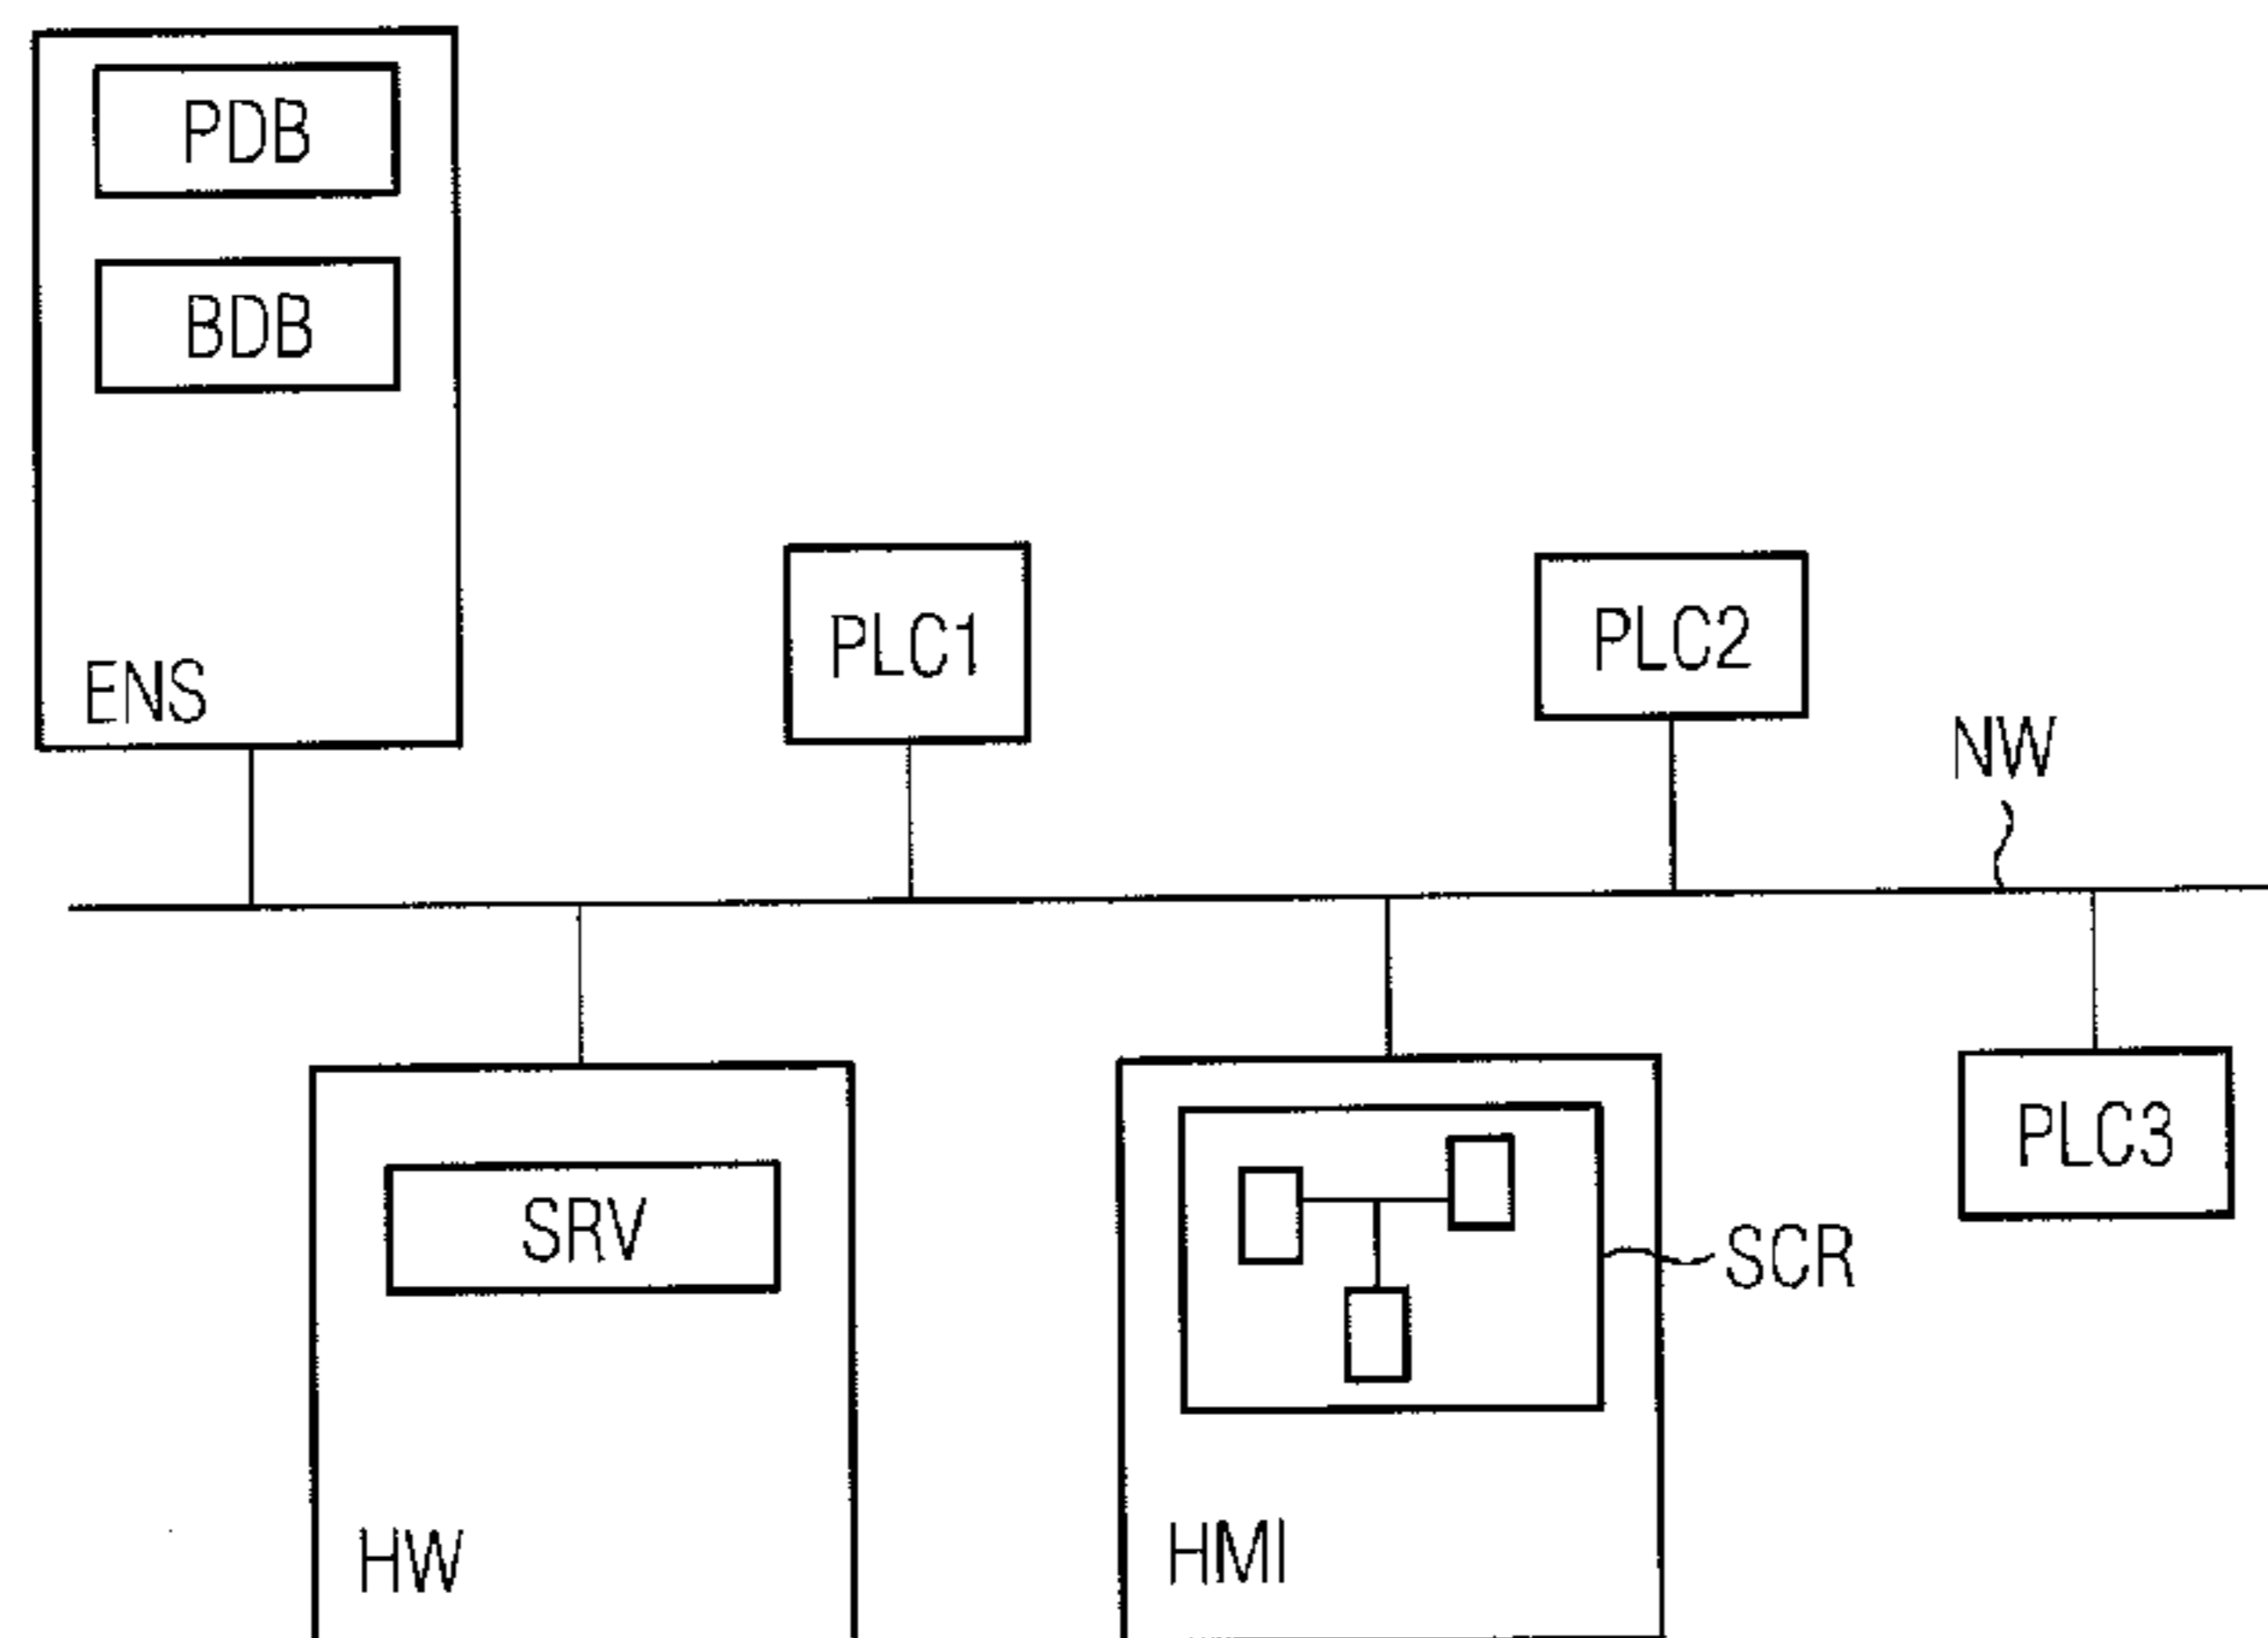 PDB
BDB
ENS
PLC1
PLC2
NW
SRV
HW
SCR
HMI
PLC3